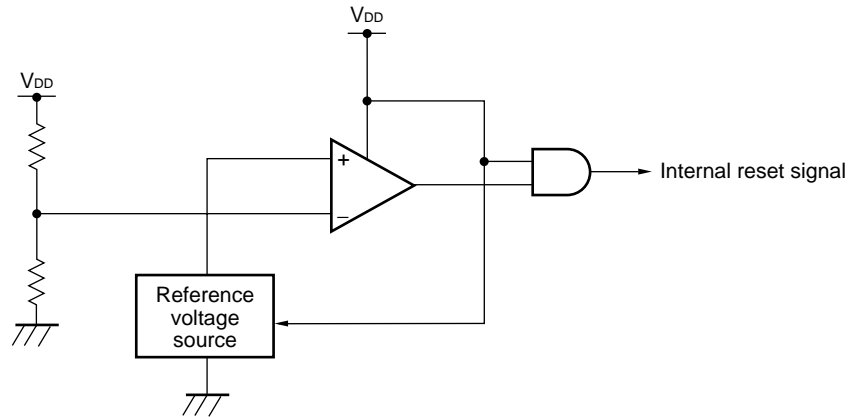 VDD
VDD
+
−
Internal reset signal
Reference
voltage
source